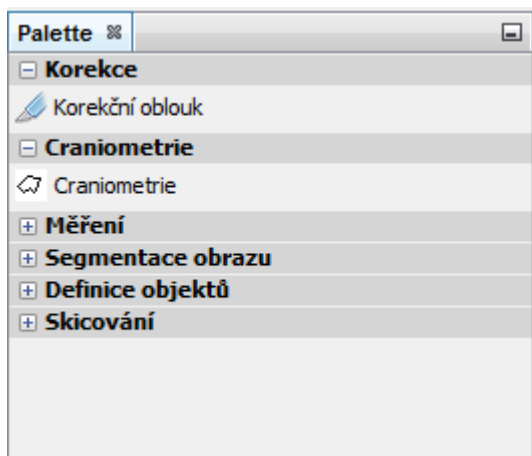 Palette
Korekce
Korekční oblouk
Craniometrie
Craniometrie
Měření
Segmentace obrazu
Definice objektů
Skicování